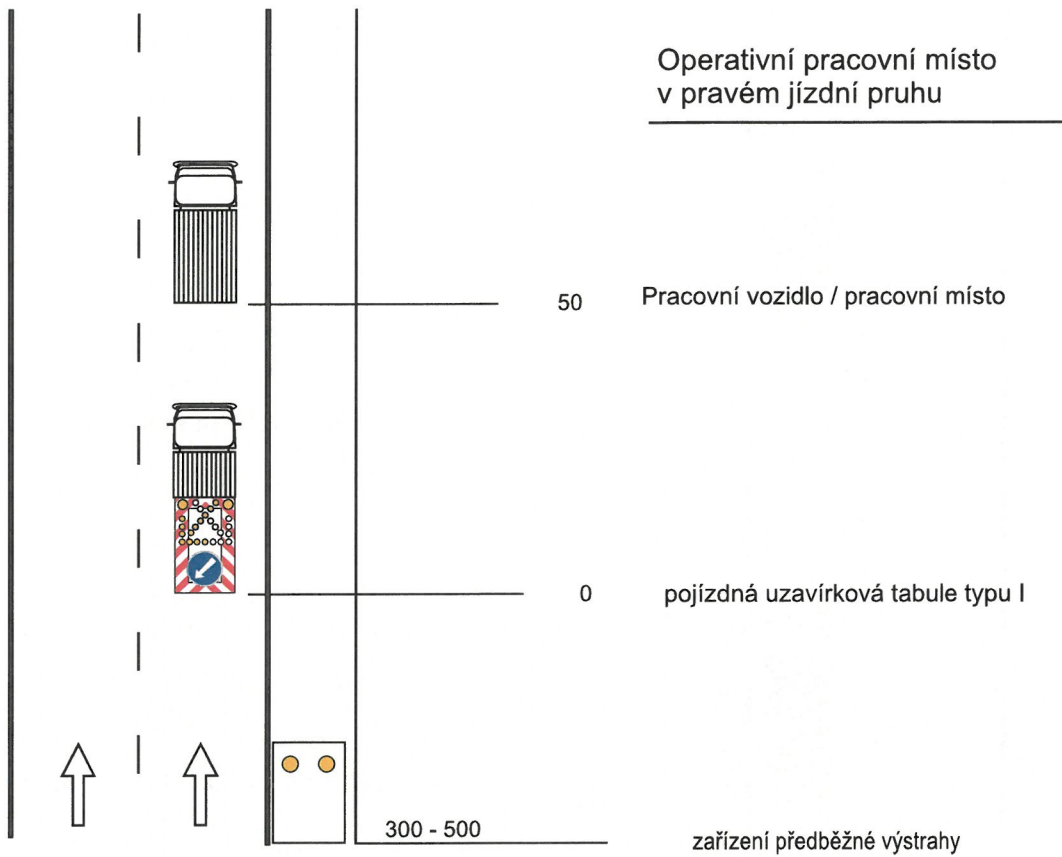 Operativní pracovní místo
v pravém jízdní pruhu
50 Pracovní vozidlo / pracovní místo
0 pojízdná uzavírková tabule typu I
300 - 500 zařízení předběžné výstrahy